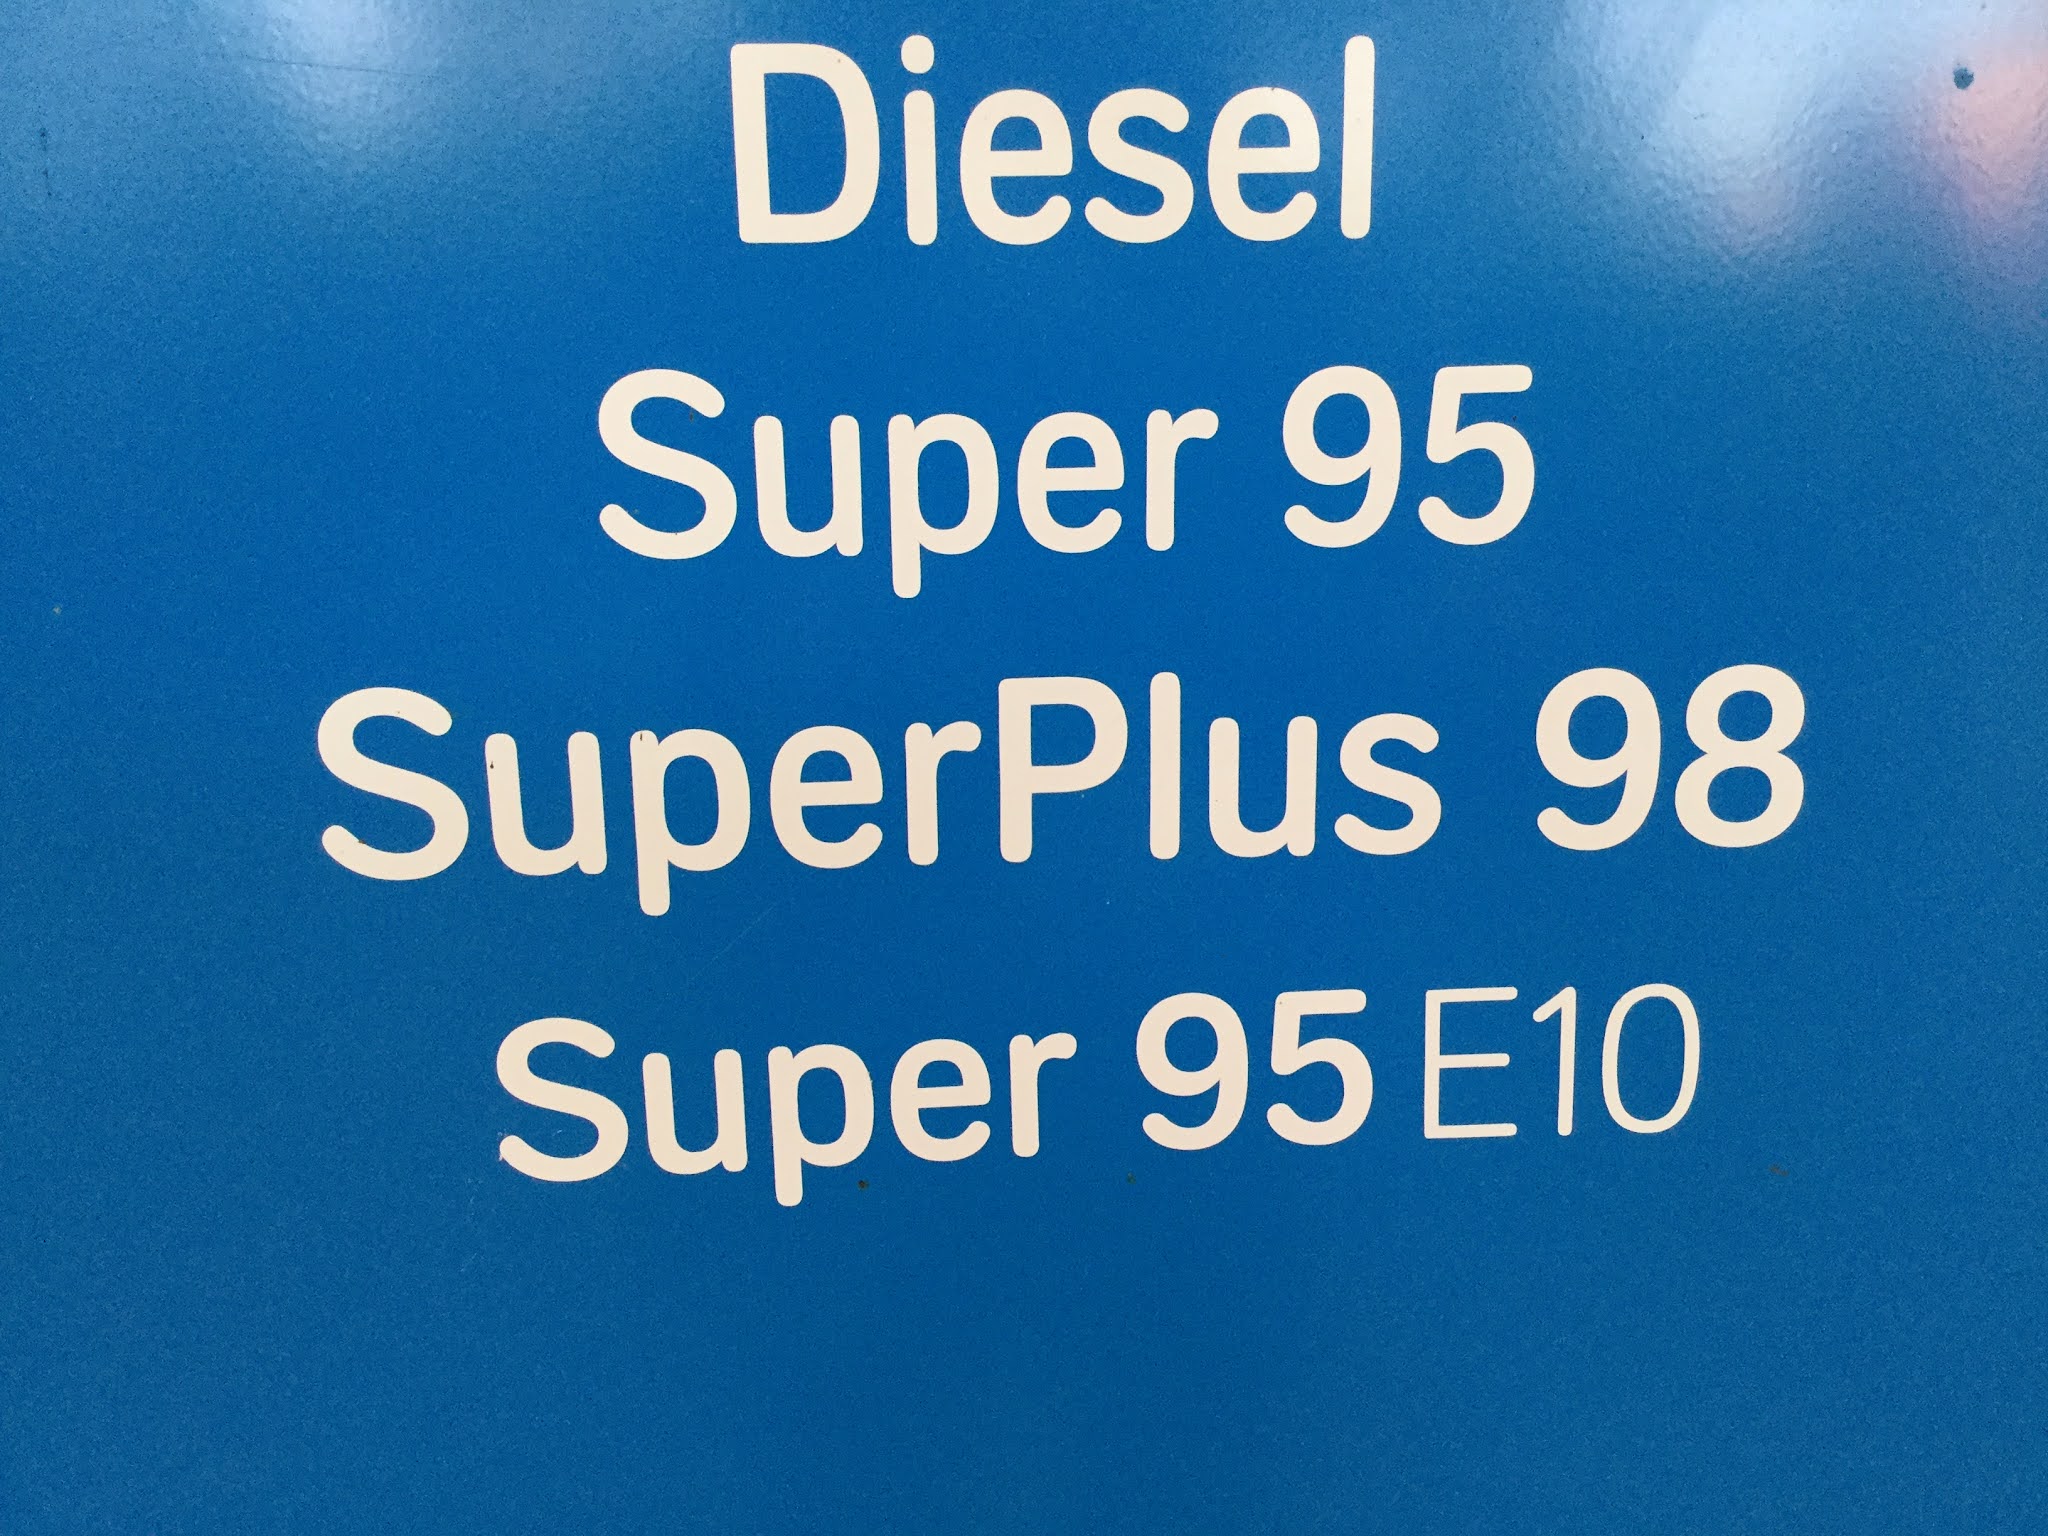 Diesel
Super 95
SuperPlus 98
Super 95 E10